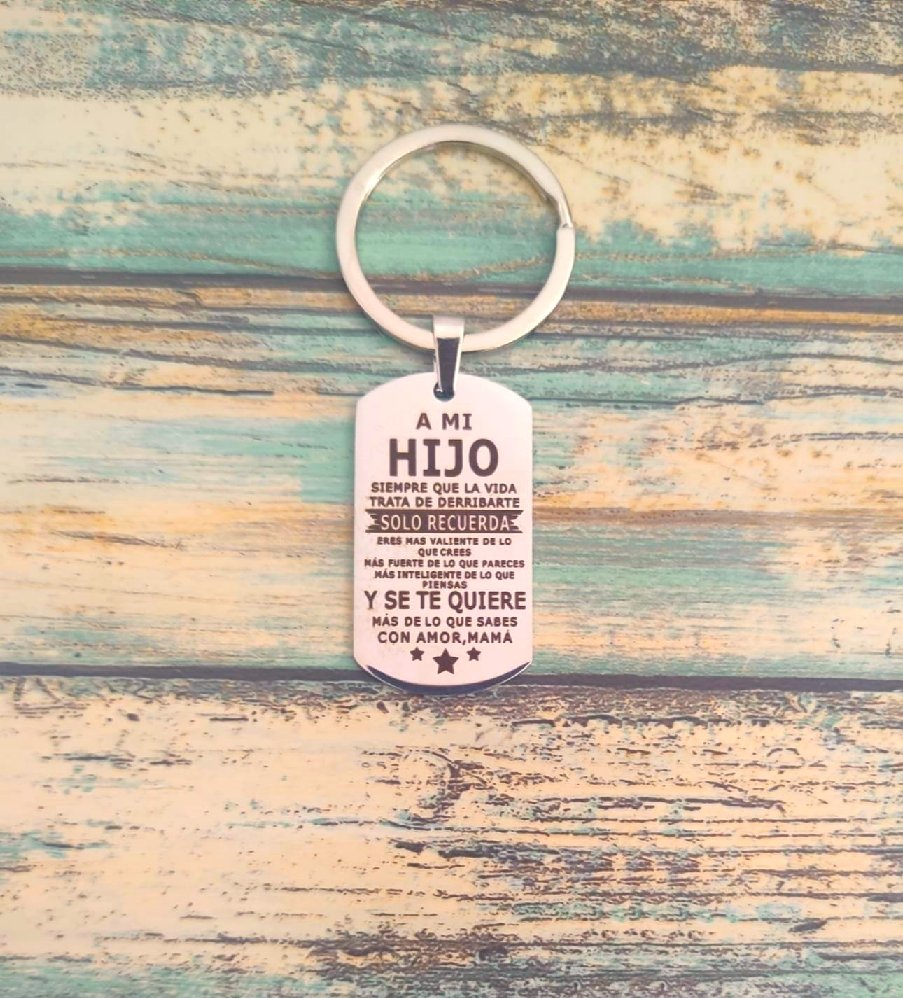 A MI
HIJO
SIEMPRE QUE LA VIDA
TRATA DE DERRIBARTE
SOLO RECUERDA
ERES MAS VALIENTE DE LO
QUE CREES
MÁS FUERTE DE LO QUE PARECES
MÁS INTELIGENTE DE LO QUE
PIENSAS
Y SE TE QUIERE
MÁS DE LO QUE SABES
CON AMOR,MAMÁ